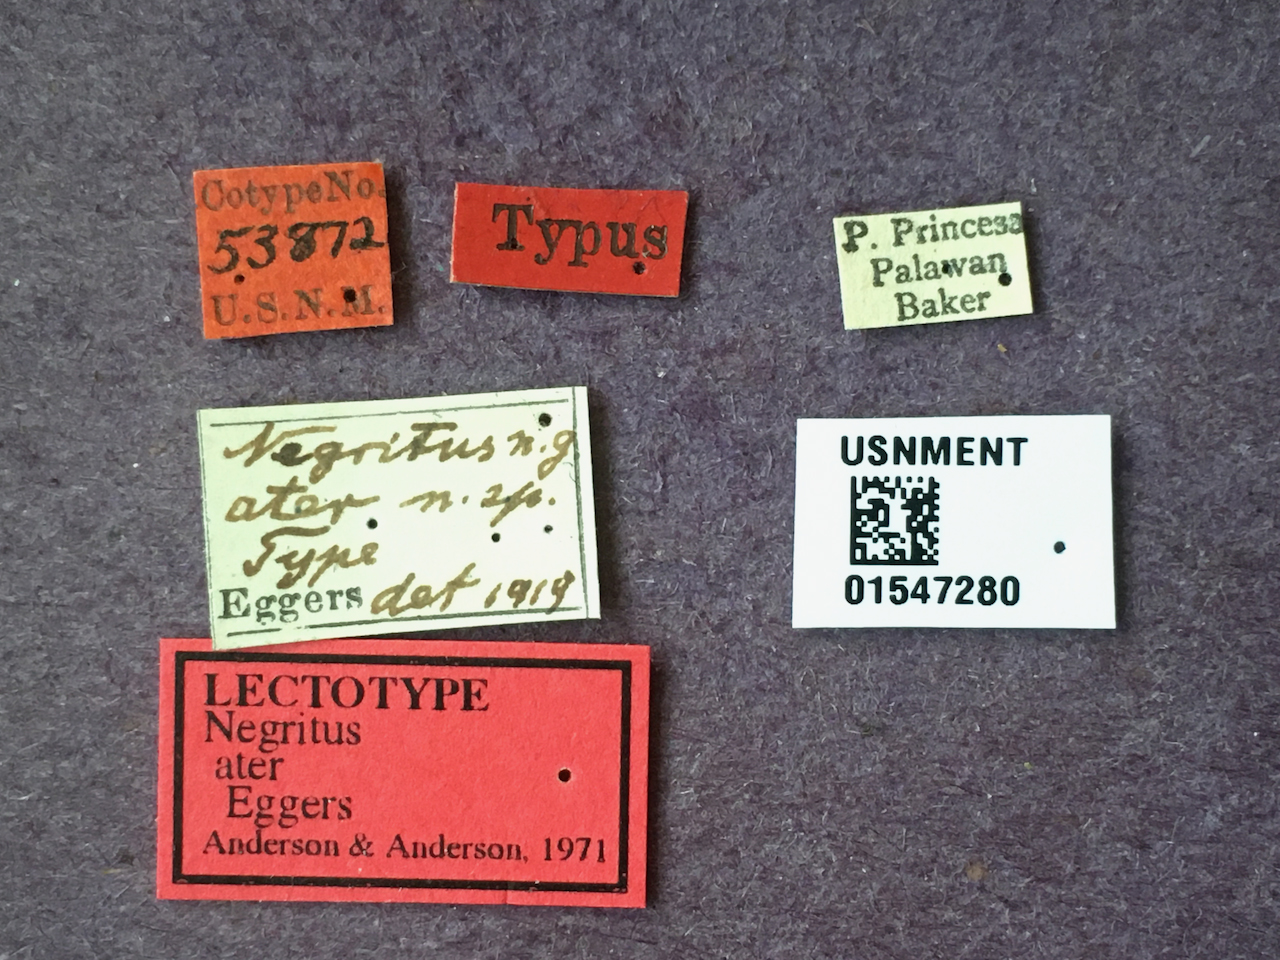 CotypeNo.
53872
U.S.N.M.
Typus
P. Princesa
Palawan
Baker
Negritus n.g
ater n. sp.
Type
Eggers det 1919
USNMENT
01547280
LECTOTYPE
Negritus
ater
Eggers
Anderson & Anderson, 1971